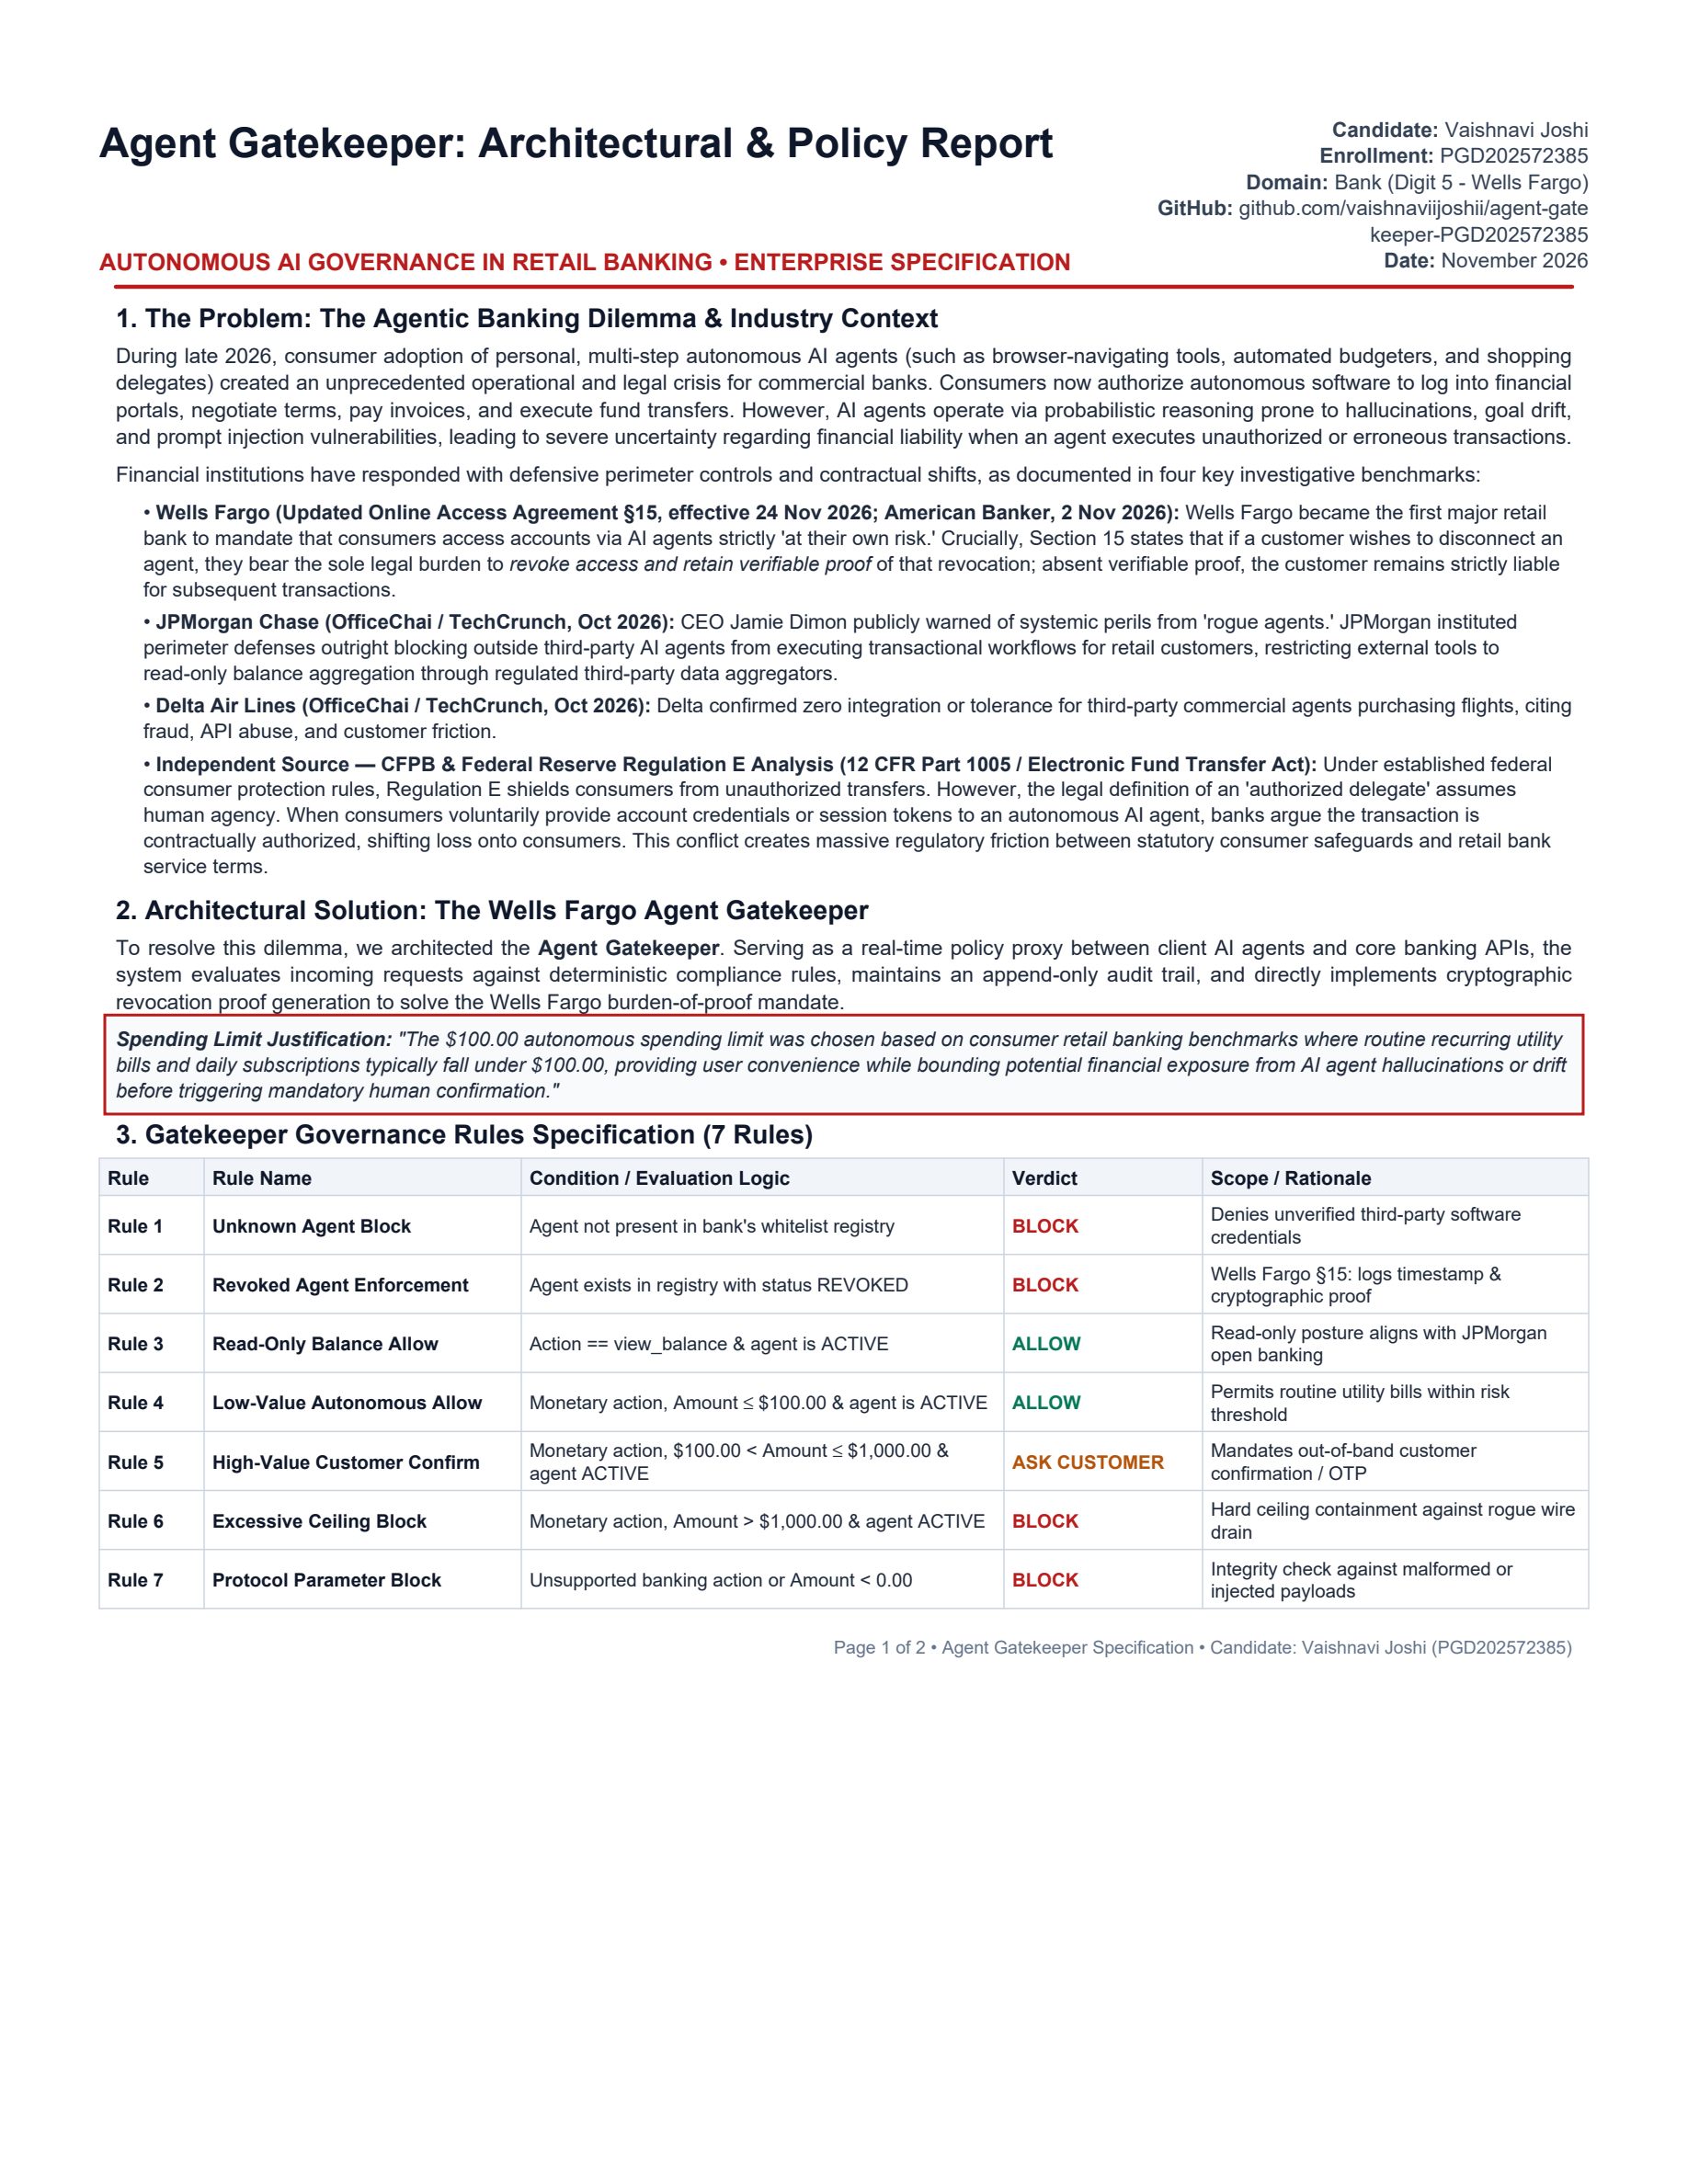 Agent Gatekeeper: Architectural & Policy Report
AUTONOMOUS AI GOVERNANCE IN RETAIL BANKING • ENTERPRISE SPECIFICATION
Candidate: Vaishnavi Joshi
Enrollment: PGD202572385
Domain: Bank (Digit 5 - Wells Fargo)
GitHub: github.com/vaishnaviijoshii/agent-gate
keeper-PGD202572385
Date: November 2026
1. The Problem: The Agentic Banking Dilemma & Industry Context
During late 2026, consumer adoption of personal, multi-step autonomous AI agents (such as browser-navigating tools, automated budgeters, and shopping
delegates) created an unprecedented operational and legal crisis for commercial banks. Consumers now authorize autonomous software to log into financial
portals, negotiate terms, pay invoices, and execute fund transfers. However, AI agents operate via probabilistic reasoning prone to hallucinations, goal drift,
and prompt injection vulnerabilities, leading to severe uncertainty regarding financial liability when an agent executes unauthorized or erroneous transactions.
Financial institutions have responded with defensive perimeter controls and contractual shifts, as documented in four key investigative benchmarks:
• Wells Fargo (Updated Online Access Agreement §15, effective 24 Nov 2026; American Banker, 2 Nov 2026): Wells Fargo became the first major retail
bank to mandate that consumers access accounts via AI agents strictly 'at their own risk.' Crucially, Section 15 states that if a customer wishes to disconnect an
agent, they bear the sole legal burden to revoke access and retain verifiable proof of that revocation; absent verifiable proof, the customer remains strictly liable
for subsequent transactions.
• JPMorgan Chase (OfficeChai / TechCrunch, Oct 2026): CEO Jamie Dimon publicly warned of systemic perils from 'rogue agents.' JPMorgan instituted
perimeter defenses outright blocking outside third-party AI agents from executing transactional workflows for retail customers, restricting external tools to
read-only balance aggregation through regulated third-party data aggregators.
• Delta Air Lines (OfficeChai / TechCrunch, Oct 2026): Delta confirmed zero integration or tolerance for third-party commercial agents purchasing flights, citing
fraud, API abuse, and customer friction.
• Independent Source — CFPB & Federal Reserve Regulation E Analysis (12 CFR Part 1005 / Electronic Fund Transfer Act): Under established federal
consumer protection rules, Regulation E shields consumers from unauthorized transfers. However, the legal definition of an 'authorized delegate' assumes
human agency. When consumers voluntarily provide account credentials or session tokens to an autonomous AI agent, banks argue the transaction is
contractually authorized, shifting loss onto consumers. This conflict creates massive regulatory friction between statutory consumer safeguards and retail bank
service terms.
2. Architectural Solution: The Wells Fargo Agent Gatekeeper
To resolve this dilemma, we architected the Agent Gatekeeper. Serving as a real-time policy proxy between client AI agents and core banking APIs, the
system evaluates incoming requests against deterministic compliance rules, maintains an append-only audit trail, and directly implements cryptographic
revocation proof generation to solve the Wells Fargo burden-of-proof mandate.
Spending Limit Justification: "The $100.00 autonomous spending limit was chosen based on consumer retail banking benchmarks where routine recurring utility
bills and daily subscriptions typically fall under $100.00, providing user convenience while bounding potential financial exposure from AI agent hallucinations or drift
before triggering mandatory human confirmation."
3. Gatekeeper Governance Rules Specification (7 Rules)
Rule Rule Name Condition / Evaluation Logic Verdict Scope / Rationale
Rule 1 Unknown Agent Block Agent not present in bank's whitelist registry BLOCK Denies unverified third-party software
credentials
Rule 2 Revoked Agent Enforcement Agent exists in registry with status REVOKED BLOCK Wells Fargo §15: logs timestamp &
cryptographic proof
Rule 3 Read-Only Balance Allow Action == view_balance & agent is ACTIVE ALLOW Read-only posture aligns with JPMorgan
open banking
Rule 4 Low-Value Autonomous Allow Monetary action, Amount ≤ $100.00 & agent is ACTIVE ALLOW Permits routine utility bills within risk
threshold
Rule 5 High-Value Customer Confirm Monetary action, $100.00 < Amount ≤ $1,000.00 &
agent ACTIVE ASK CUSTOMER Mandates out-of-band customer
confirmation / OTP
Rule 6 Excessive Ceiling Block Monetary action, Amount > $1,000.00 & agent ACTIVE BLOCK Hard ceiling containment against rogue wire
drain
Rule 7 Protocol Parameter Block Unsupported banking action or Amount < 0.00 BLOCK Integrity check against malformed or
injected payloads
Page 1 of 2 • Agent Gatekeeper Specification • Candidate: Vaishnavi Joshi (PGD202572385)